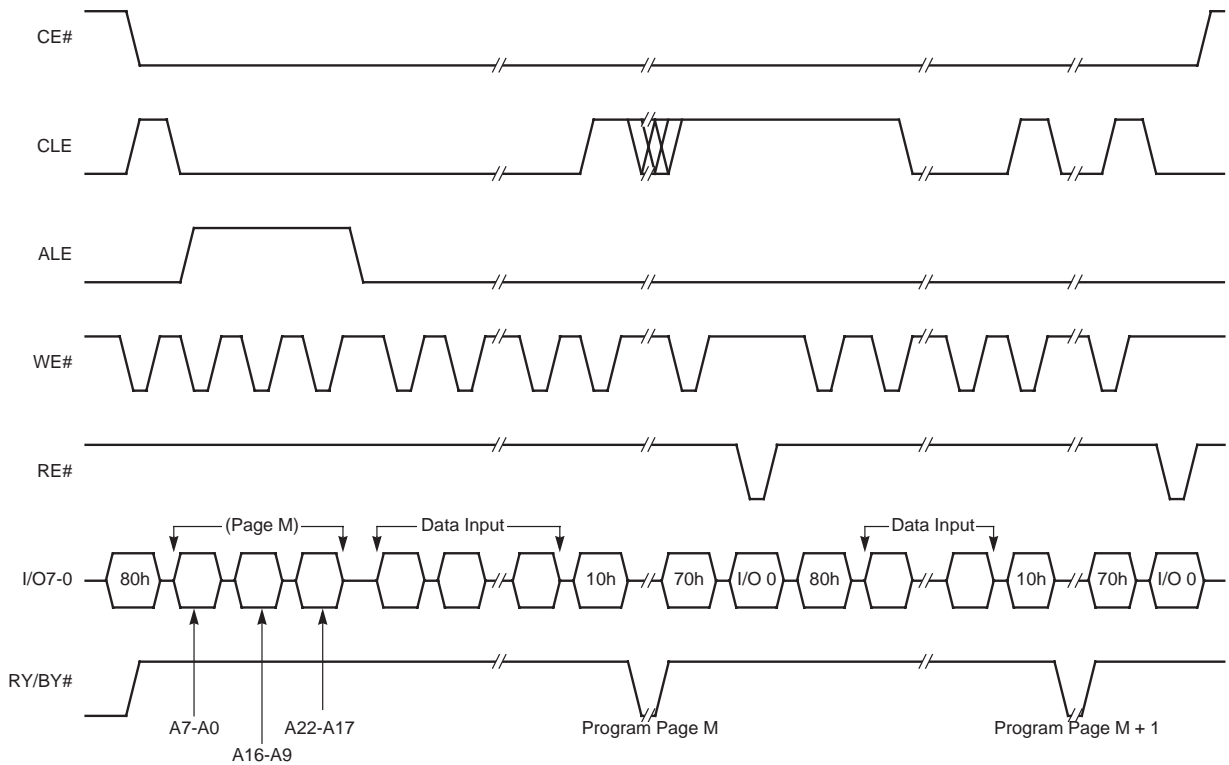 CE#
CLE
ALE
WE#
RE#
(Page M) Data Input Data Input
I/O7-0 80h 10h 70h I/O 0 80h 10h 70h I/O 0
RY/BY#
A7-A0 A22-A17 Program Page M Program Page M + 1
A16-A9